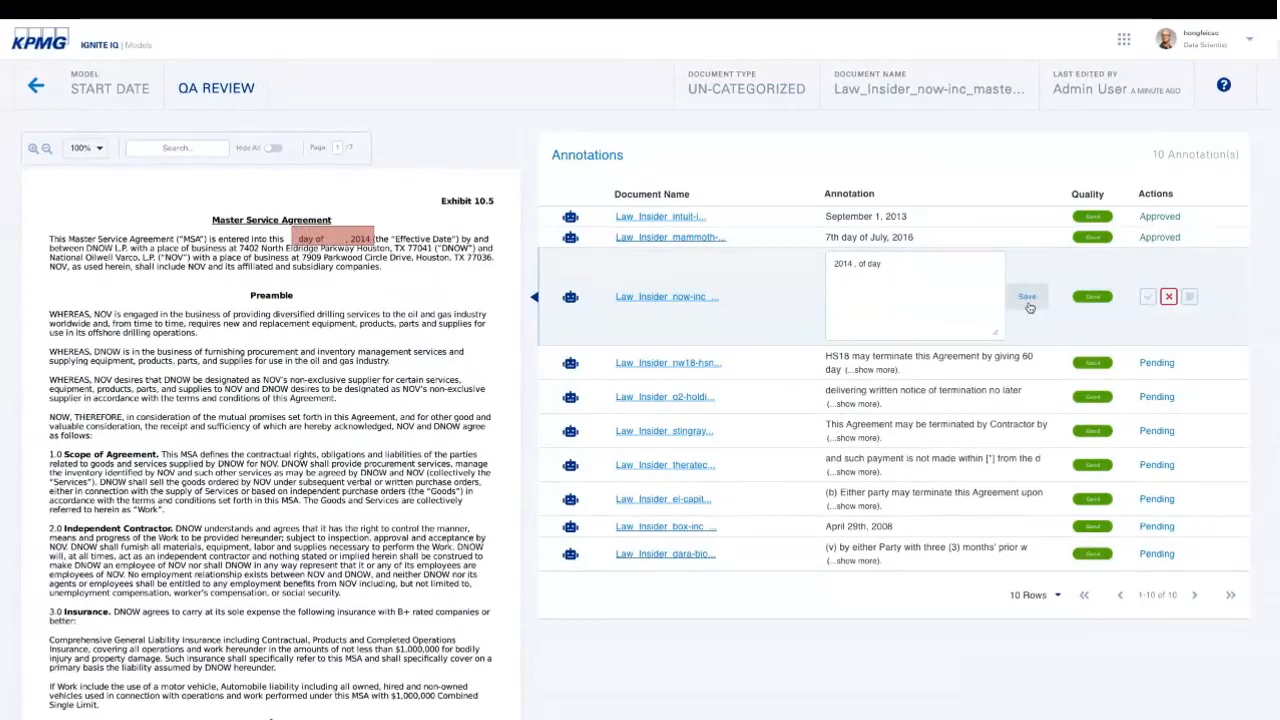 KPMG IGNITE IQ | Models
hongfeicao
Data Scientist
MODEL
START DATE
QA REVIEW
DOCUMENT TYPE
UN-CATEGORIZED
DOCUMENT NAME
Law_Insider_now-inc_maste...
LAST EDITED BY
Admin User A MINUTE AGO
?
100%
Search...
Hide All
Page 1 / 7
Exhibit 10.5
Master Service Agreement
This Master Service Agreement ("MSA") is entered into this day of , 2014 (the "Effective Date") by and
between DNOW L.P. with a place of business at 7402 North Eldridge Parkway Houston, TX 77041 ("DNOW") and
National Oilwell Varco, L.P. ("NOV") with a place of business at 7909 Parkwood Circle Drive, Houston, TX 77036.
NOV, as used herein, shall include NOV and its affiliated and subsidiary companies.
Preamble
WHEREAS, NOV is engaged in the business of providing diversified drilling services to the oil and gas industry
worldwide and, from time to time, requires new and replacement equipment, products, parts and supplies for
use in its offshore drilling operations.
WHEREAS, DNOW is in the business of furnishing procurement and inventory management services and
supplying equipment, products, parts, and supplies for use in the oil and gas industry.
WHEREAS, NOV desires that DNOW be designated as NOV's non-exclusive supplier for certain services,
equipment, products, parts, and supplies to NOV and DNOW desires to be designated as NOV's non-exclusive
supplier in accordance with the terms and conditions of this Agreement.
NOW, THEREFORE, in consideration of the mutual promises set forth in this Agreement, and for other good and
valuable consideration, the receipt and sufficiency of which are hereby acknowledged, NOV and DNOW agree
as follows:
1.0 Scope of Agreement. This MSA defines the contractual rights, obligations and liabilities of the parties
related to goods and services supplied by DNOW for NOV. DNOW shall provide procurement services, manage
the inventory identified by NOV and such other services as may be agreed by DNOW and NOV (collectively the
"Services"). DNOW shall sell the goods ordered by NOV under subsequent verbal or written purchase orders,
either in connection with the supply of Services or based on independent purchase orders (the "Goods") in
accordance with the terms and conditions set forth in this MSA. The Goods and Services are collectively
referred to herein as "Work".
2.0 Independent Contractor. DNOW understands and agrees that it has the right to control the manner,
means and progress of the Work to be provided hereunder; subject to inspection, approval and acceptance by
NOV. DNOW shall furnish all materials, equipment, labor and supplies necessary to perform the Work. DNOW
will, at all times, act as an independent contractor and nothing stated or implied herein shall be construed to
make DNOW an employee of NOV nor shall DNOW in any way represent that it or any of its employees are
employees of NOV. No employment relationship exists between NOV and DNOW, and neither DNOW nor its
agents or employees shall be entitled to any employment benefits from NOV including, but not limited to,
unemployment compensation, worker's compensation, or social security.
3.0 Insurance. DNOW agrees to carry at its sole expense the following insurance with B+ rated companies or
better:
Comprehensive General Liability Insurance including Contractual, Products and Completed Operations
Insurance, covering all operations and work hereunder in the amounts of not less than $1,000,000 for bodily
injury and property damage. Such insurance shall specifically refer to this MSA and shall specifically cover on a
primary basis the liability assumed by DNOW hereunder.
If Work include the use of a motor vehicle, Automobile liability including all owned, hired and non-owned
vehicles used in connection with operations and work performed under this MSA with $1,000,000 Combined
Single Limit.
Annotations
10 Annotation(s)
Document Name Annotation Quality Actions
Law_Insider_intuit-i... September 1, 2013 Good Approved
Law_Insider_mammoth-... 7th day of July, 2016 Good Approved
2014 , of day
Law_Insider_now-inc_... Save Good
HS18 may terminate this Agreement by giving 60
Law_Insider_nw18-hsn... day (...show more). Good Pending
delivering written notice of termination no later
Law_Insider_q2-holdi... (...show more). Good Pending
This Agreement may be terminated by Contractor by
Law_Insider_stingray... (...show more). Good Pending
and such payment is not made within [*] from the d
Law_Insider_theratec... (...show more). Good Pending
(b) Either party may terminate this Agreement upon
Law_Insider_el-capit... (...show more). Good Pending
Law_Insider_box-inc_... April 29th, 2008 Good Pending
(v) by either Party with three (3) months' prior w
Law_Insider_dara-bio... (...show more). Good Pending
10 Rows 1-10 of 10